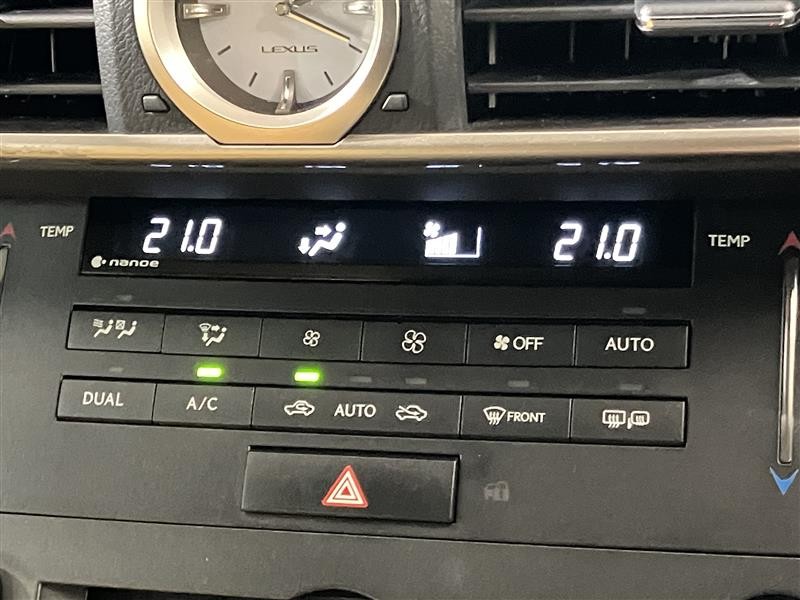 LEXUS
TEMP 21.0 21.0 TEMP
nanoe
OFF AUTO
DUAL A/C AUTO FRONT